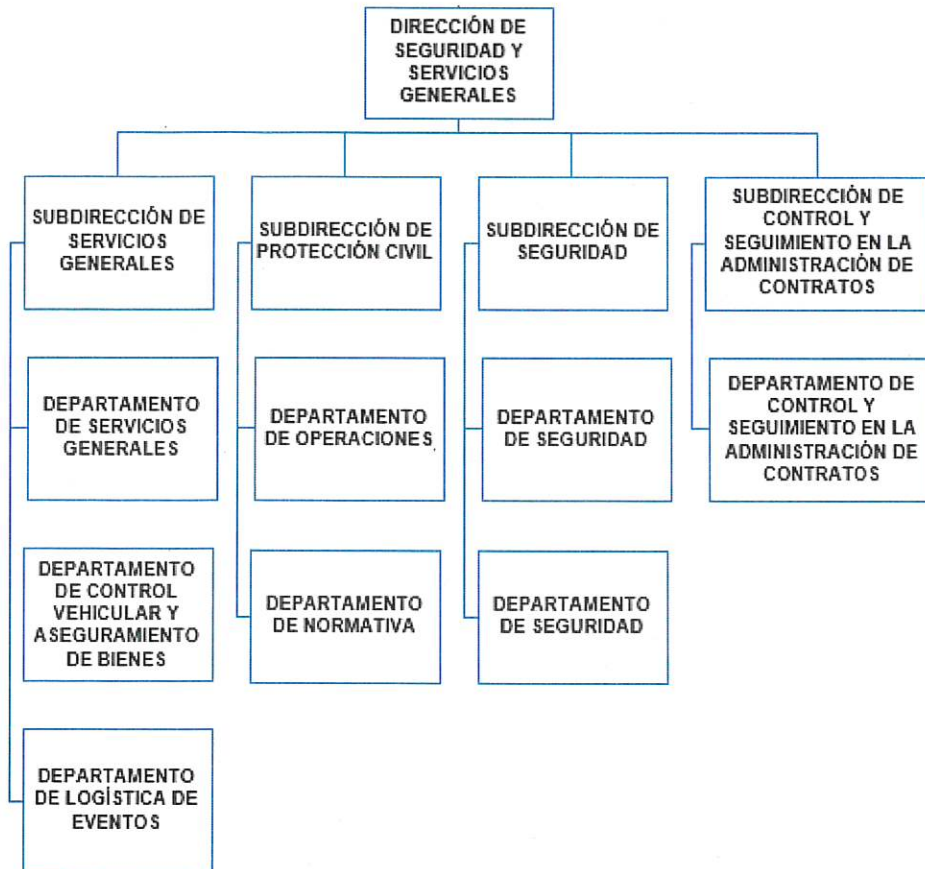 DIRECCIÓN DE
SEGURIDAD Y
SERVICIOS
GENERALES
SUBDIRECCIÓN DE
SERVICIOS
GENERALES
SUBDIRECCIÓN DE
PROTECCIÓN CIVIL
SUBDIRECCIÓN DE
SEGURIDAD
SUBDIRECCIÓN DE
CONTROL Y
SEGUIMIENTO EN LA
ADMINISTRACIÓN DE
CONTRATOS
DEPARTAMENTO
DE SERVICIOS
GENERALES
DEPARTAMENTO
DE OPERACIONES
DEPARTAMENTO
DE SEGURIDAD
DEPARTAMENTO DE
CONTROL Y
SEGUIMIENTO EN LA
ADMINISTRACIÓN DE
CONTRATOS
DEPARTAMENTO
DE CONTROL
VEHICULAR Y
ASEGURAMIENTO
DE BIENES
DEPARTAMENTO
DE NORMATIVA
DEPARTAMENTO
DE SEGURIDAD
DEPARTAMENTO
DE LOGÍSTICA DE
EVENTOS